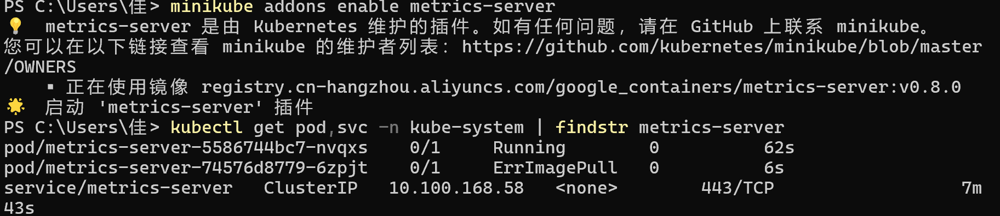 PS C:\Users\佳> minikube addons enable metrics-server
💡  metrics-server 是由 Kubernetes 维护的插件。如有任何问题，请在 GitHub 上联系 minikube。
您可以在以下链接查看 minikube 的维护者列表：https://github.com/kubernetes/minikube/blob/master
/OWNERS
    ▪ 正在使用镜像 registry.cn-hangzhou.aliyuncs.com/google_containers/metrics-server:v0.8.0
🌟  启动 'metrics-server' 插件
PS C:\Users\佳> kubectl get pod,svc -n kube-system | findstr metrics-server
pod/metrics-server-5586744bc7-nvqxs    0/1     Running        0          62s
pod/metrics-server-74576d8779-6zpjt    0/1     ErrImagePull   0          6s
service/metrics-server   ClusterIP   10.100.168.58   <none>        443/TCP                  7m
43s